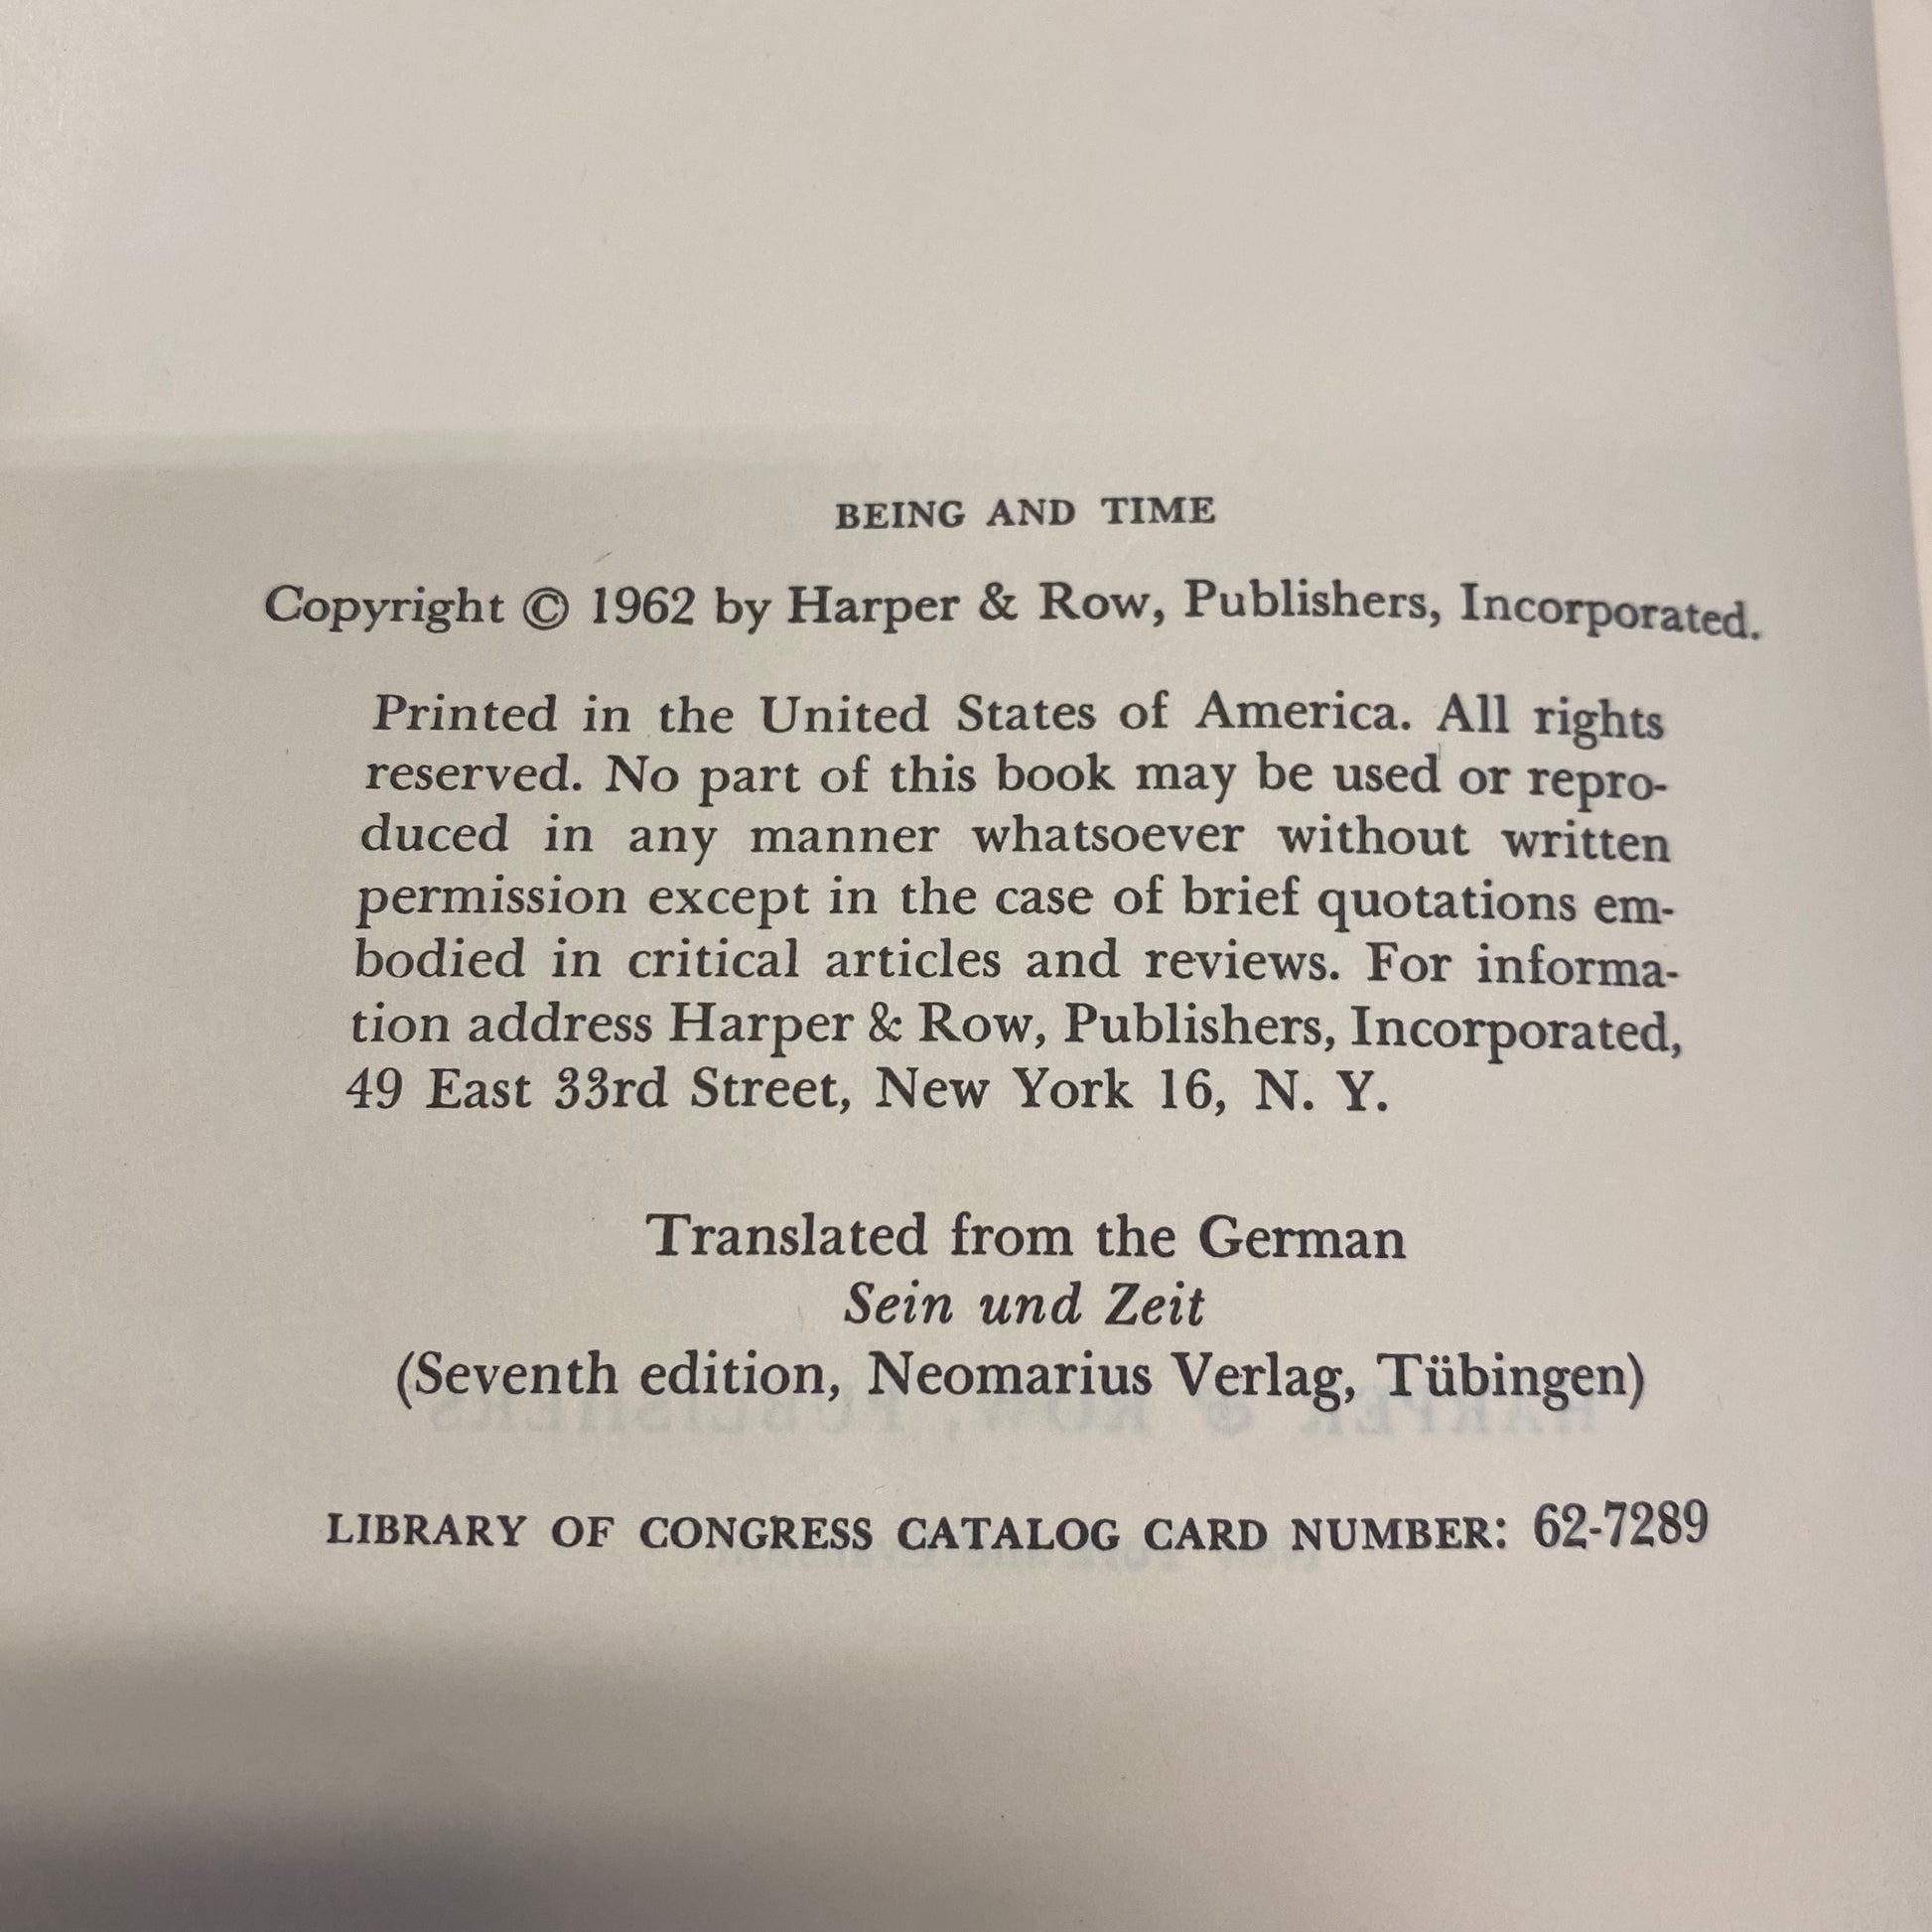 BEING AND TIME
Copyright © 1962 by Harper & Row, Publishers, Incorporated.
Printed in the United States of America. All rights
reserved. No part of this book may be used or repro-
duced in any manner whatsoever without written
permission except in the case of brief quotations em-
bodied in critical articles and reviews. For informa-
tion address Harper & Row, Publishers, Incorporated,
49 East 33rd Street, New York 16, N. Y.
Translated from the German
Sein und Zeit
(Seventh edition, Neomarius Verlag, Tübingen)
HARPER & ROW, PUBLISHERS
LIBRARY OF CONGRESS CATALOG CARD NUMBER: 62-7289